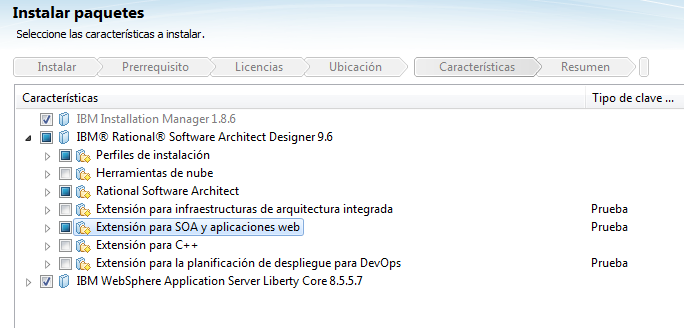 Instalar paquetes
Seleccione las características a instalar.
Instalar Prerrequisito Licencias Ubicación Características Resumen
Características Tipo de clave ...
IBM Installation Manager 1.8.6
IBM® Rational® Software Architect Designer 9.6
Perfiles de instalación
Herramientas de nube
Rational Software Architect
Extensión para infraestructuras de arquitectura integrada Prueba
Extensión para SOA y aplicaciones web Prueba
Extensión para C++
Extensión para la planificación de despliegue para DevOps Prueba
IBM WebSphere Application Server Liberty Core 8.5.5.7